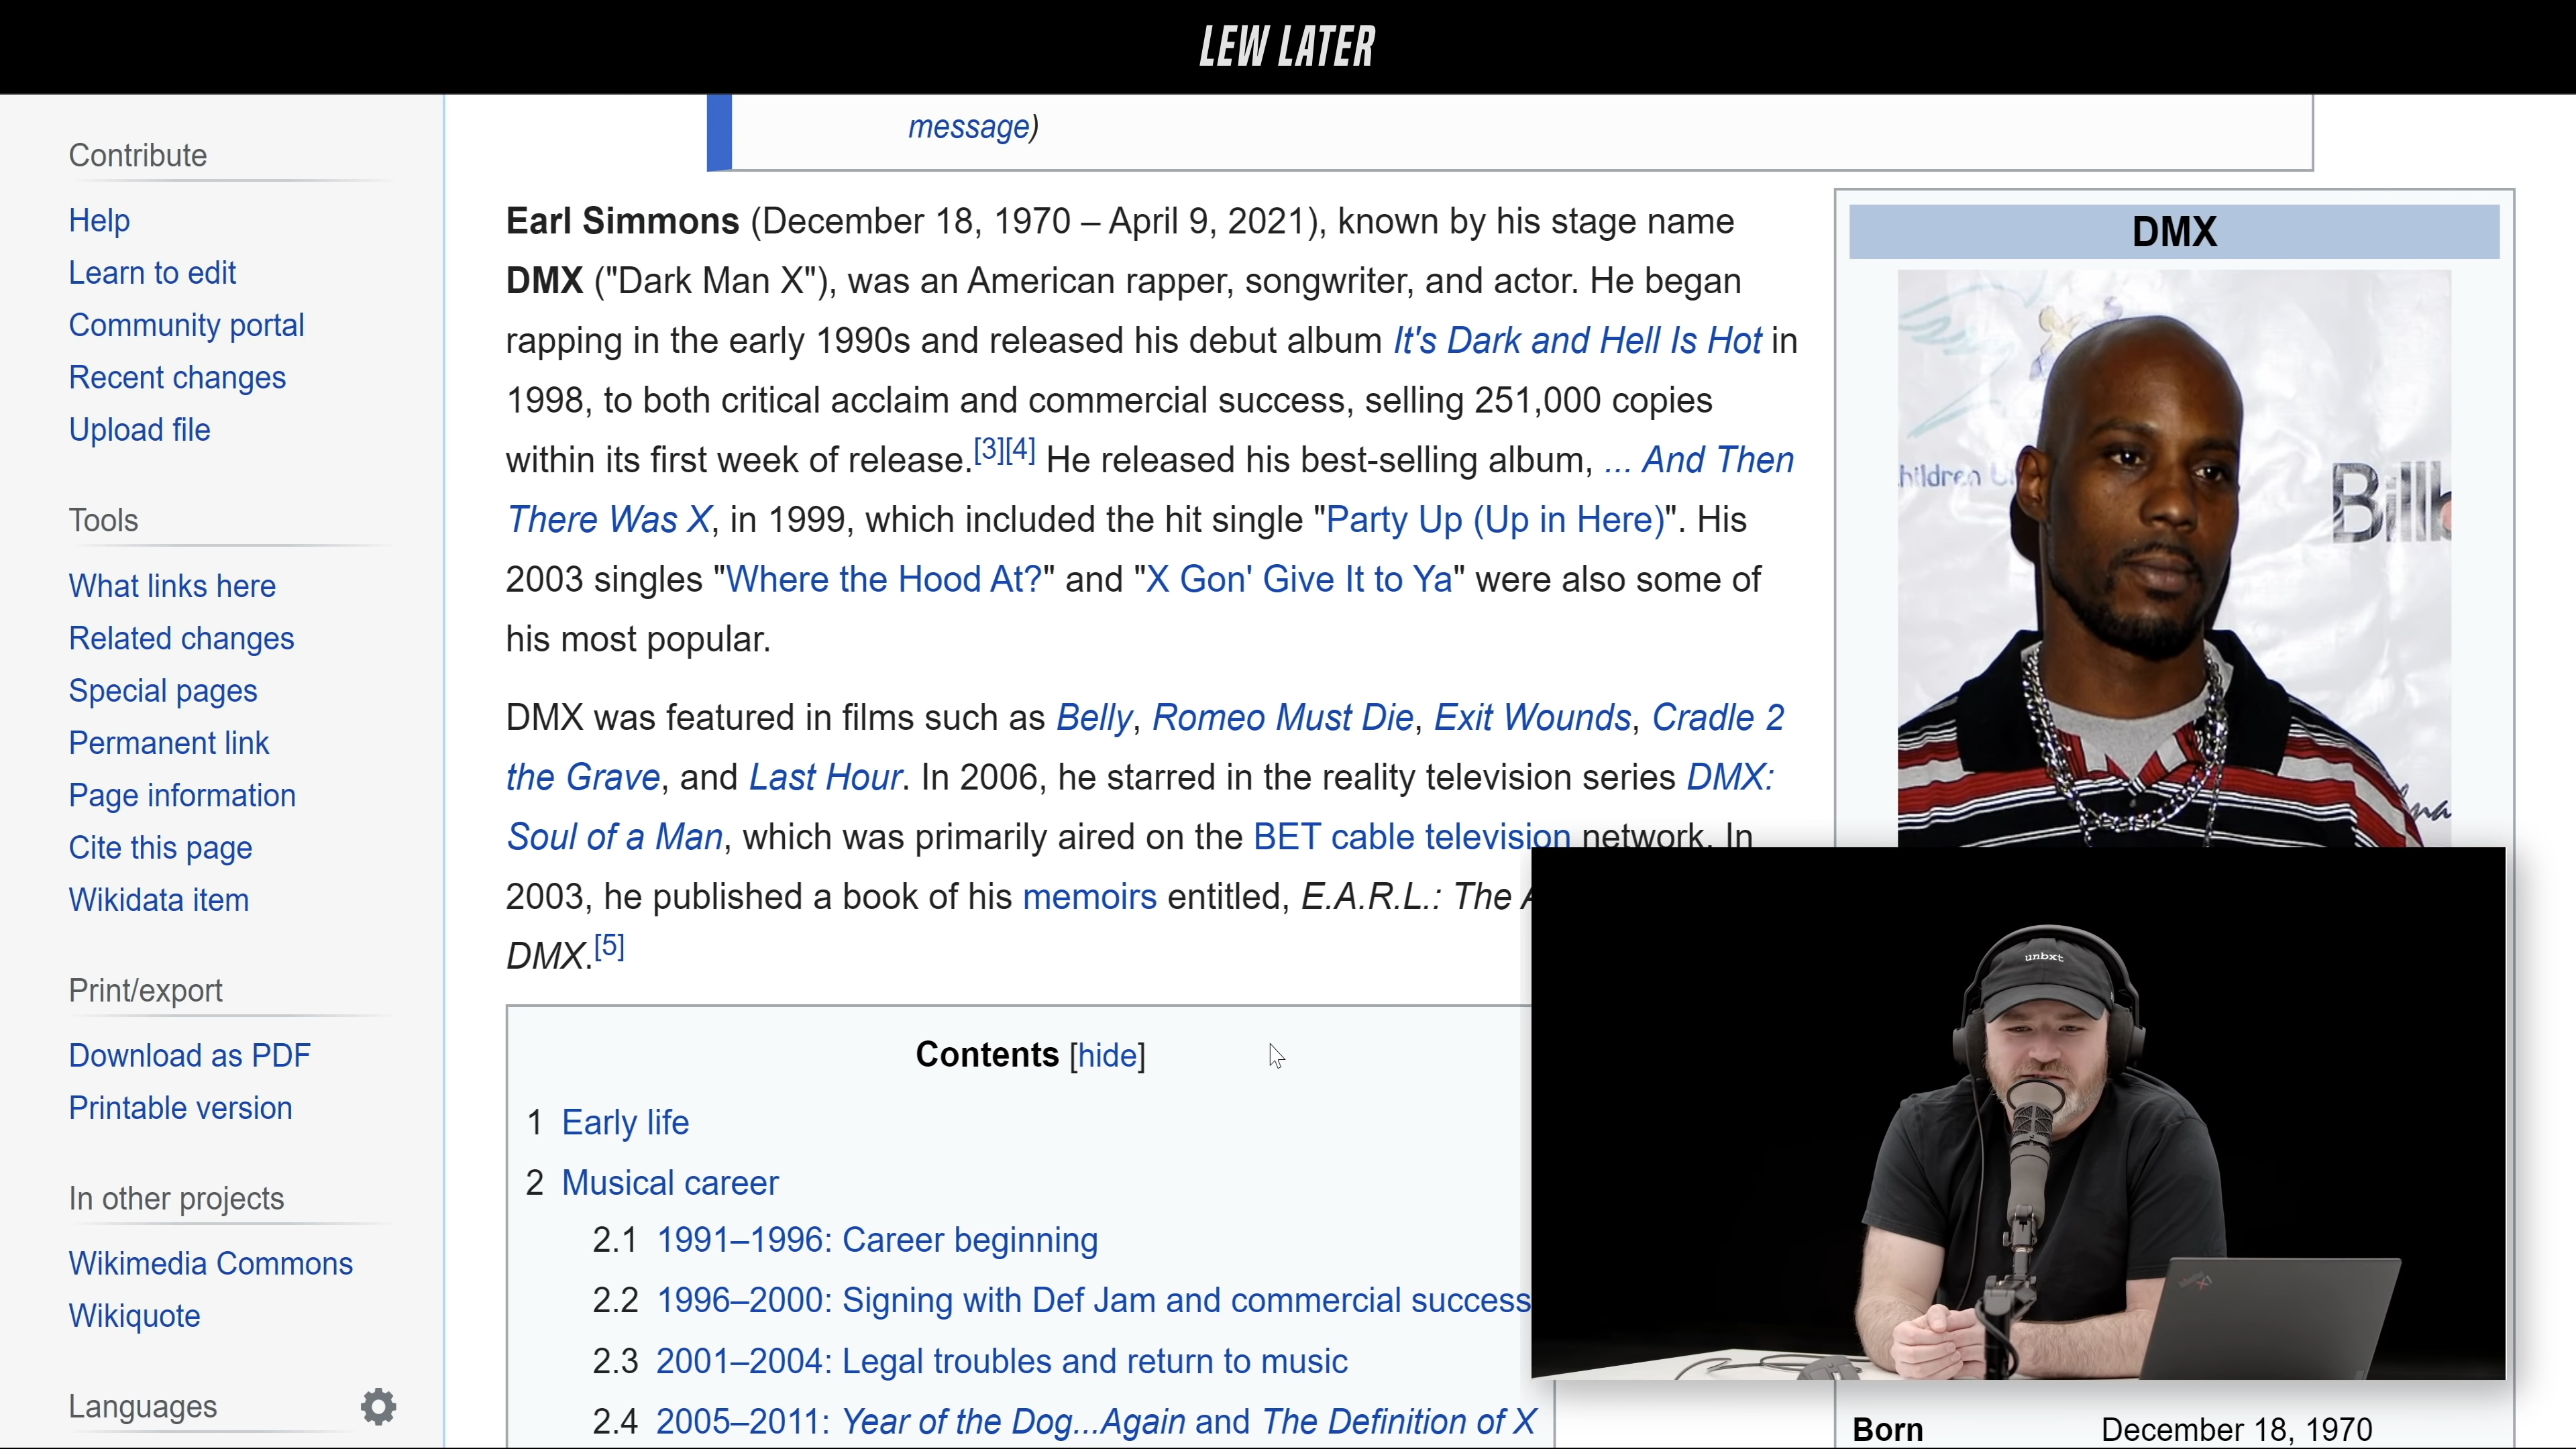 LEW LATER
message)
Contribute
Help
Learn to edit
Community portal
Recent changes
Upload file
Tools
What links here
Related changes
Special pages
Permanent link
Page information
Cite this page
Wikidata item
Print/export
Download as PDF
Printable version
In other projects
Wikimedia Commons
Wikiquote
Languages
Earl Simmons (December 18, 1970 – April 9, 2021), known by his stage name
DMX ("Dark Man X"), was an American rapper, songwriter, and actor. He began
rapping in the early 1990s and released his debut album It's Dark and Hell Is Hot in
1998, to both critical acclaim and commercial success, selling 251,000 copies
within its first week of release.[3][4] He released his best-selling album, ... And Then
There Was X, in 1999, which included the hit single "Party Up (Up in Here)". His
2003 singles "Where the Hood At?" and "X Gon' Give It to Ya" were also some of
his most popular.
DMX was featured in films such as Belly, Romeo Must Die, Exit Wounds, Cradle 2
the Grave, and Last Hour. In 2006, he starred in the reality television series DMX:
Soul of a Man, which was primarily aired on the BET cable television network. In
2003, he published a book of his memoirs entitled, E.A.R.L.: The
DMX.[5]
Contents [hide]
1 Early life
2 Musical career
2.1 1991–1996: Career beginning
2.2 1996–2000: Signing with Def Jam and commercial success
2.3 2001–2004: Legal troubles and return to music
2.4 2005–2011: Year of the Dog...Again and The Definition of X
DMX
hildren
Bill
unbxt
X1
Born December 18, 1970